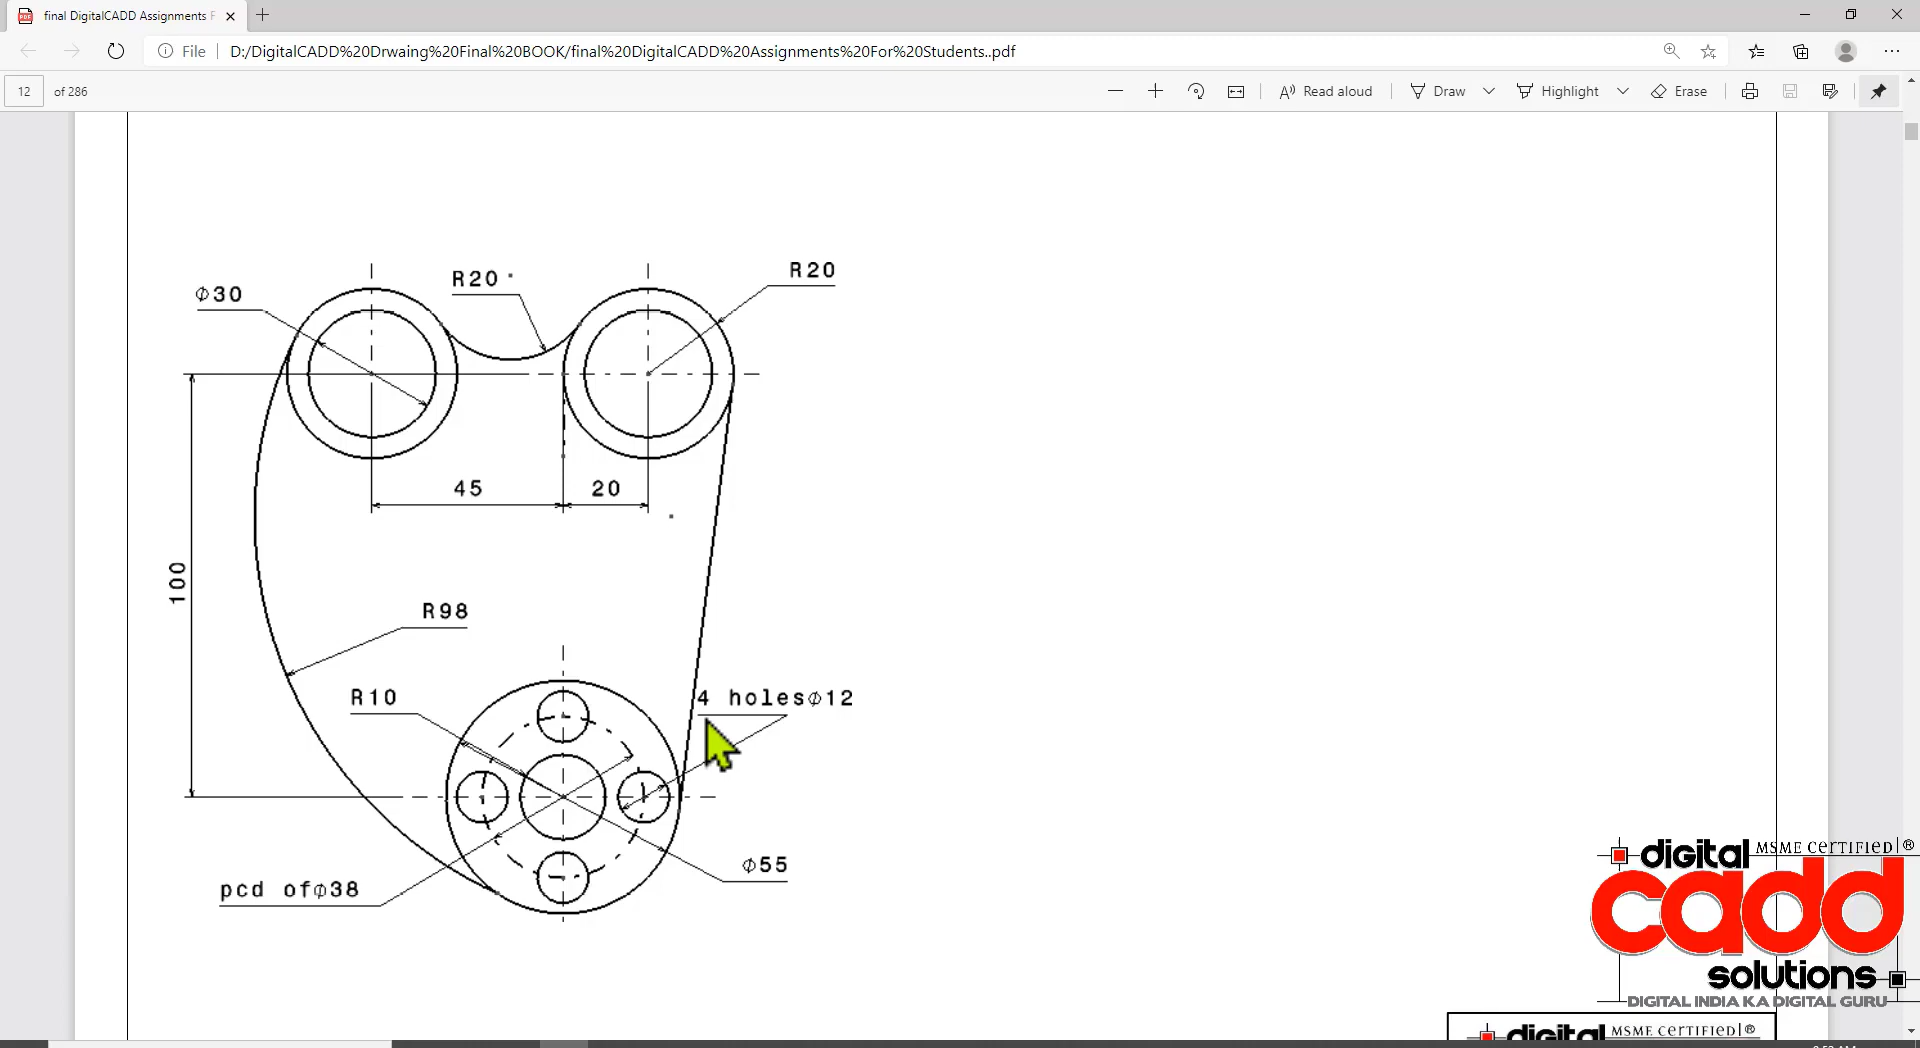 final DigitalCADD Assignments F
File
D:/DigitalCADD%20Drwaing%20Final%20BOOK/final%20DigitalCADD%20Assignments%20For%20Students..pdf
12 of 286
Read aloud
Draw
Highlight
Erase
R20
R20
Φ30
45
20
100
R98
R10
4 holesΦ12
Φ55
pcd ofΦ38
digital MSME CERTIFIED ®
cadd
solutions
DIGITAL INDIA KA DIGITAL GURU
digital MSME CERTIFIED ®